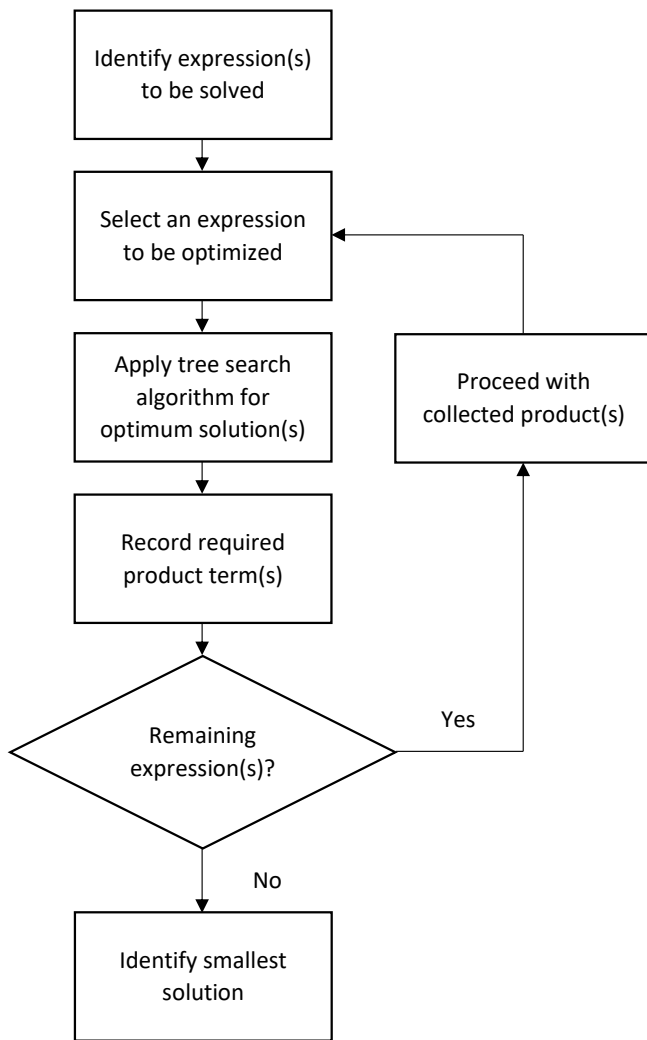 Identify expression(s)
to be solved
Select an expression
to be optimized
Apply tree search
algorithm for
optimum solution(s)
Proceed with
collected product(s)
Record required
product term(s)
Remaining
expression(s)?
Yes
No
Identify smallest
solution